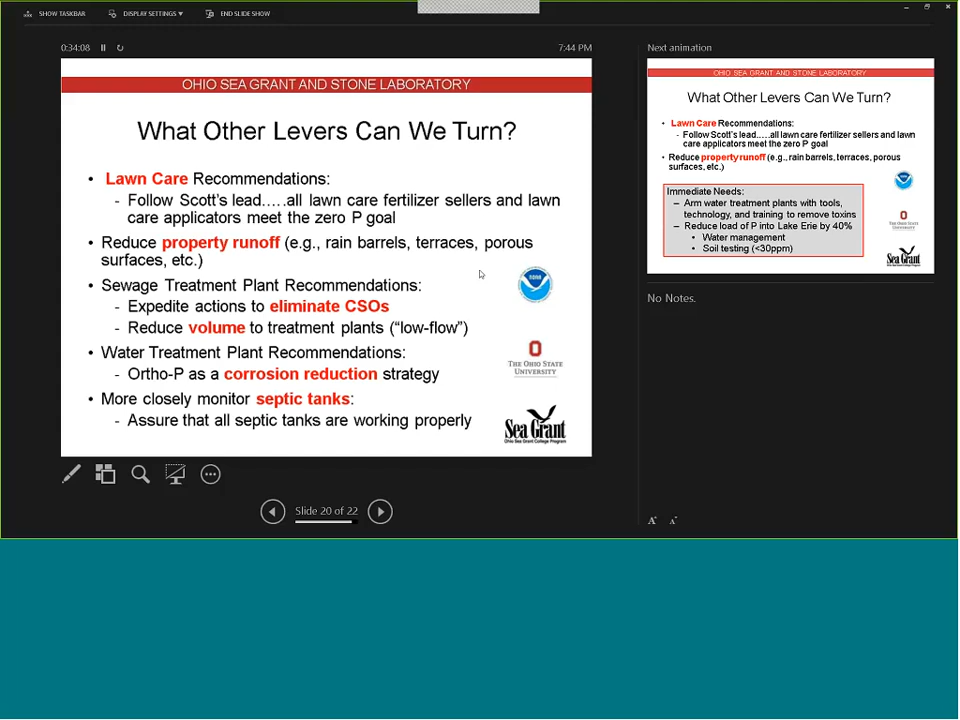 SHOW TASKBAR
DISPLAY SETTINGS ▼
END SLIDE SHOW
0:34:08
7:44 PM
OHIO SEA GRANT AND STONE LABORATORY
What Other Levers Can We Turn?
• Lawn Care Recommendations:
- Follow Scott's lead.....all lawn care fertilizer sellers and lawn
care applicators meet the zero P goal
• Reduce property runoff (e.g., rain barrels, terraces, porous
surfaces, etc.)
• Sewage Treatment Plant Recommendations:
- Expedite actions to eliminate CSOs
- Reduce volume to treatment plants ("low-flow")
• Water Treatment Plant Recommendations:
- Ortho-P as a corrosion reduction strategy
• More closely monitor septic tanks:
- Assure that all septic tanks are working properly
THE OHIO STATE
UNIVERSITY
Sea Grant
Ohio Sea Grant College Program
Slide 20 of 22
Next animation
OHIO SEA GRANT AND STONE LABORATORY
What Other Levers Can We Turn?
• Lawn Care Recommendations:
- Follow Scott's lead.....all lawn care fertilizer sellers and lawn
care applicators meet the zero P goal
• Reduce property runoff (e.g., rain barrels, terraces, porous
surfaces, etc.)
Immediate Needs:
– Arm water treatment plants with tools,
technology, and training to remove toxins
– Reduce load of P into Lake Erie by 40%
• Water management
• Soil testing (<30ppm)
THE OHIO STATE
UNIVERSITY
Sea Grant
No Notes.
A A